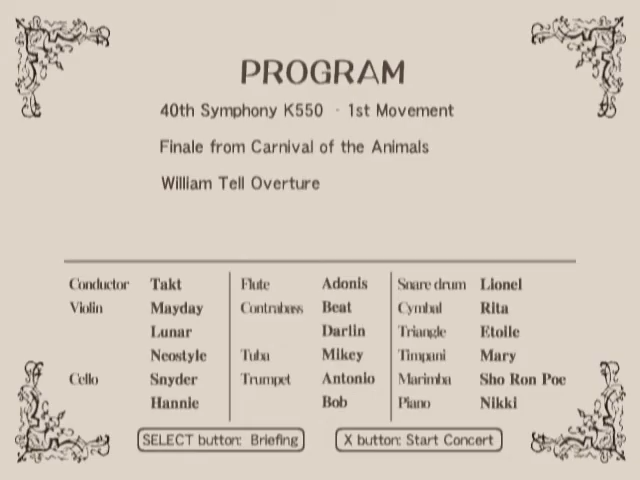 PROGRAM
40th Symphony K550 · 1st Movement
Finale from Carnival of the Animals
William Tell Overture
Conductor Takt
Violin Mayday
Lunar
Neostyle
Cello Snyder
Hannie
Flute Adonis
Contrabass Beat
Darlin
Tuba Mikey
Trumpet Antonio
Bob
Snare drum Lionel
Cymbal Rita
Triangle Etoile
Timpani Mary
Marimba Sho Ron Poe
Piano Nikki
SELECT button: Briefing
X button: Start Concert